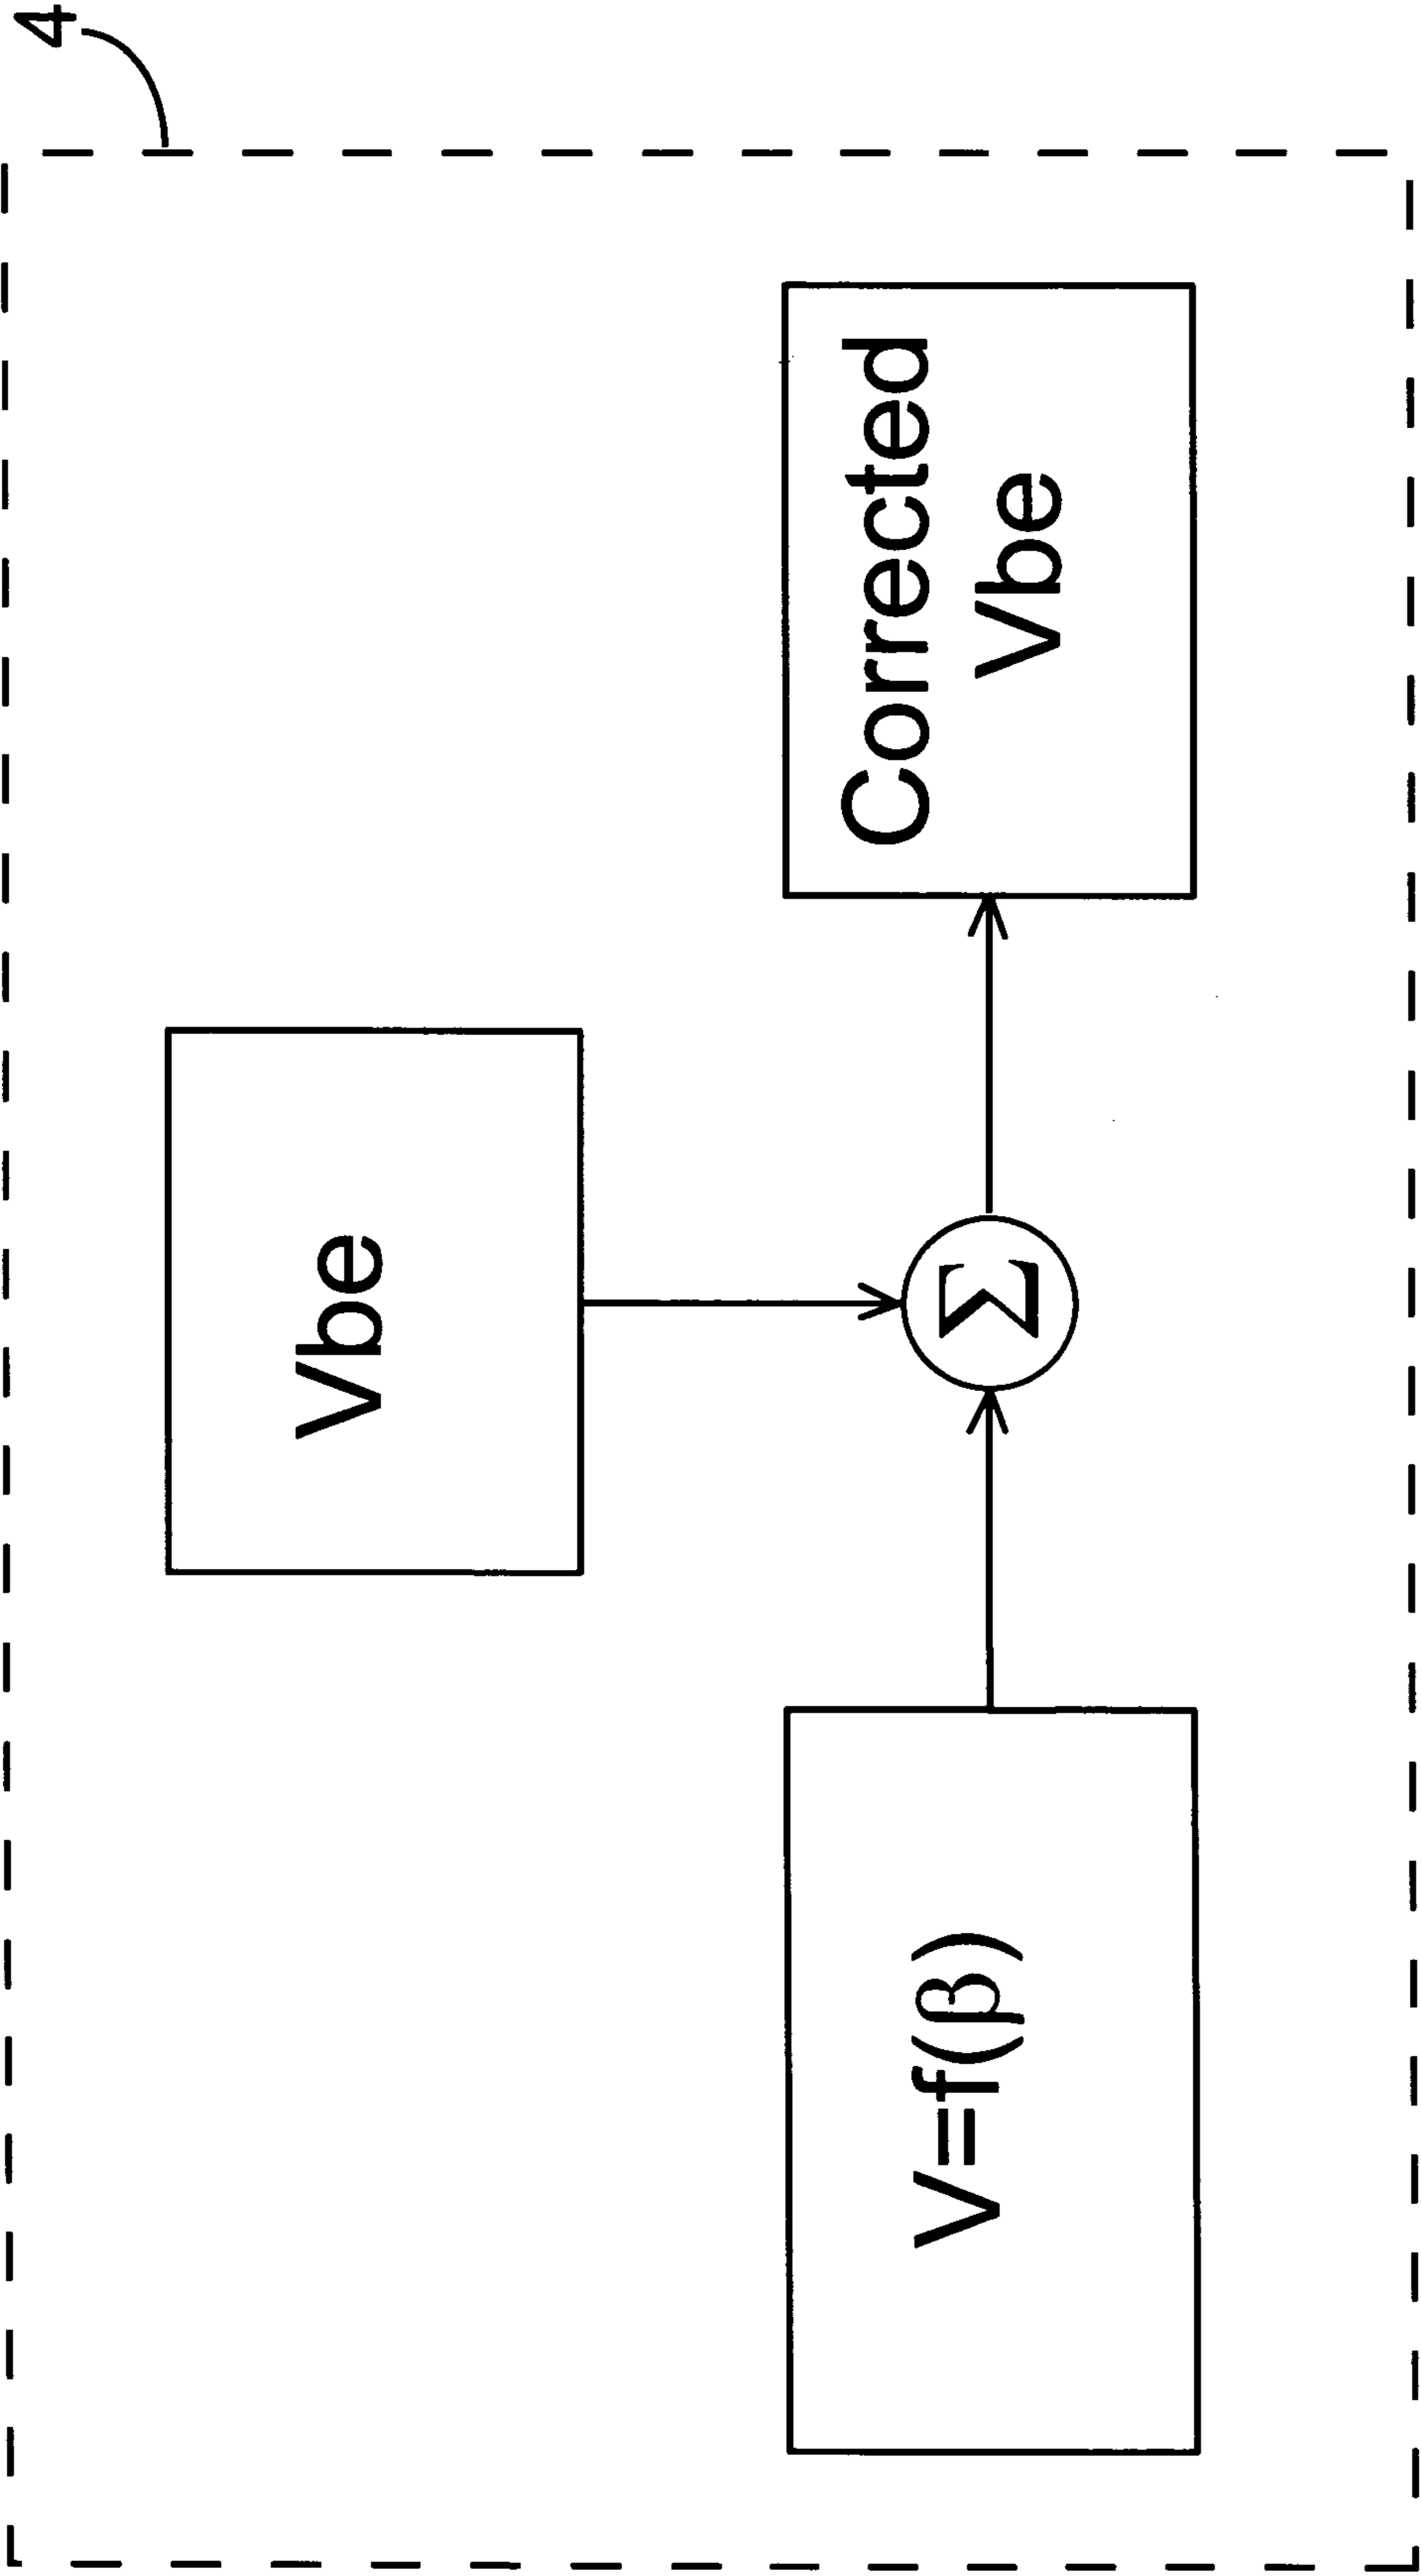 4
Vbe
V=f(β)
Σ
Corrected
Vbe